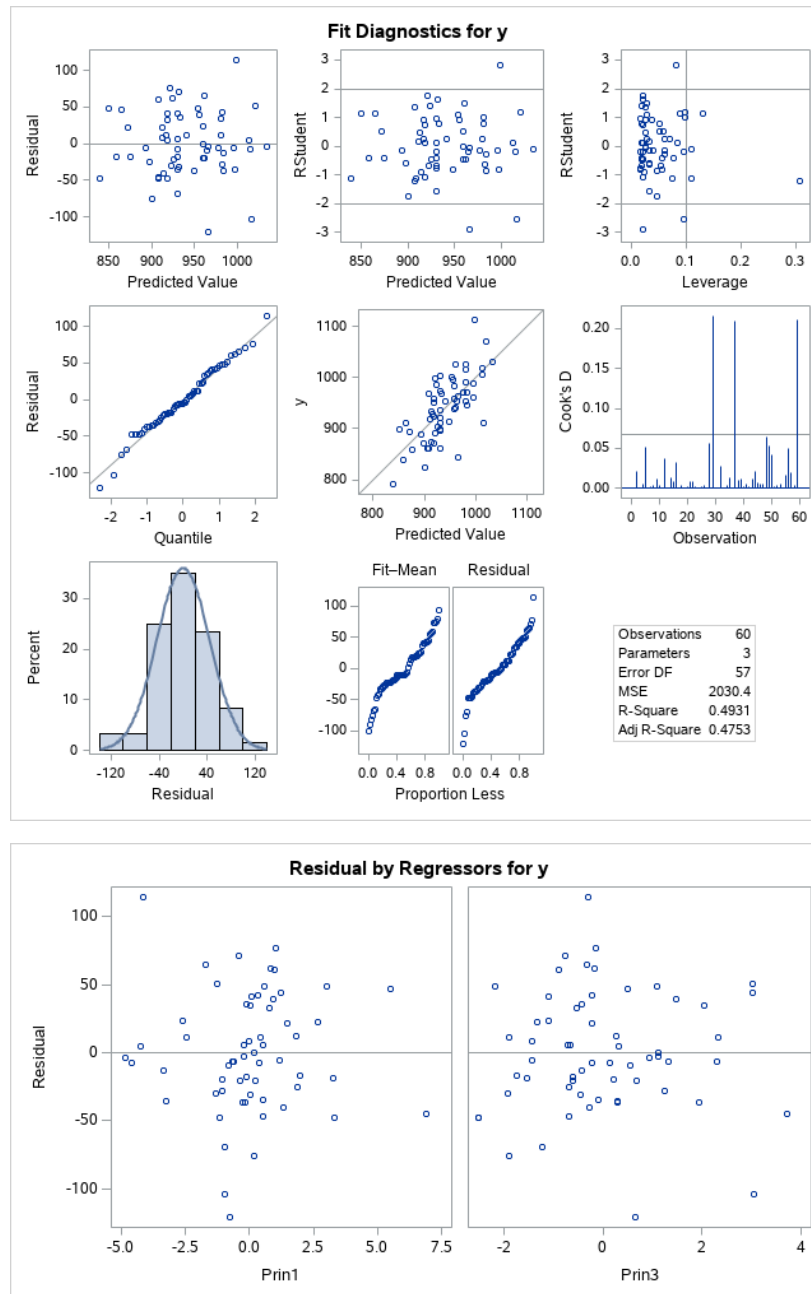 Fit Diagnostics for y
100
50
0
-50
-100
Residual
850 900 950 1000
Predicted Value
3
2
1
0
-1
-2
-3
RStudent
900 1000
Predicted Value
3
2
1
0
-1
-2
-3
RStudent
0.0 0.1 0.2 0.3
Leverage
100
50
0
-50
-100
Residual
-2 -1 0 1 2
Quantile
1100
1000
900
800
y
800 900 1000 1100
Predicted Value
0.20
0.15
0.10
0.05
0.00
Cook's D
0 10 20 30 40 50 60
Observation
30
20
10
0
Percent
-120 -40 40 120
Residual
Fit–Mean Residual
100
50
0
-50
-100
0.0 0.4 0.8 0.0 0.4 0.8
Proportion Less
Observations 60
Parameters 3
Error DF 57
MSE 2030.4
R-Square 0.4931
Adj R-Square 0.4753
Residual by Regressors for y
100
50
0
-50
-100
Residual
-5.0 -2.5 0.0 2.5 5.0 7.5
Prin1
-2 0 2 4
Prin3